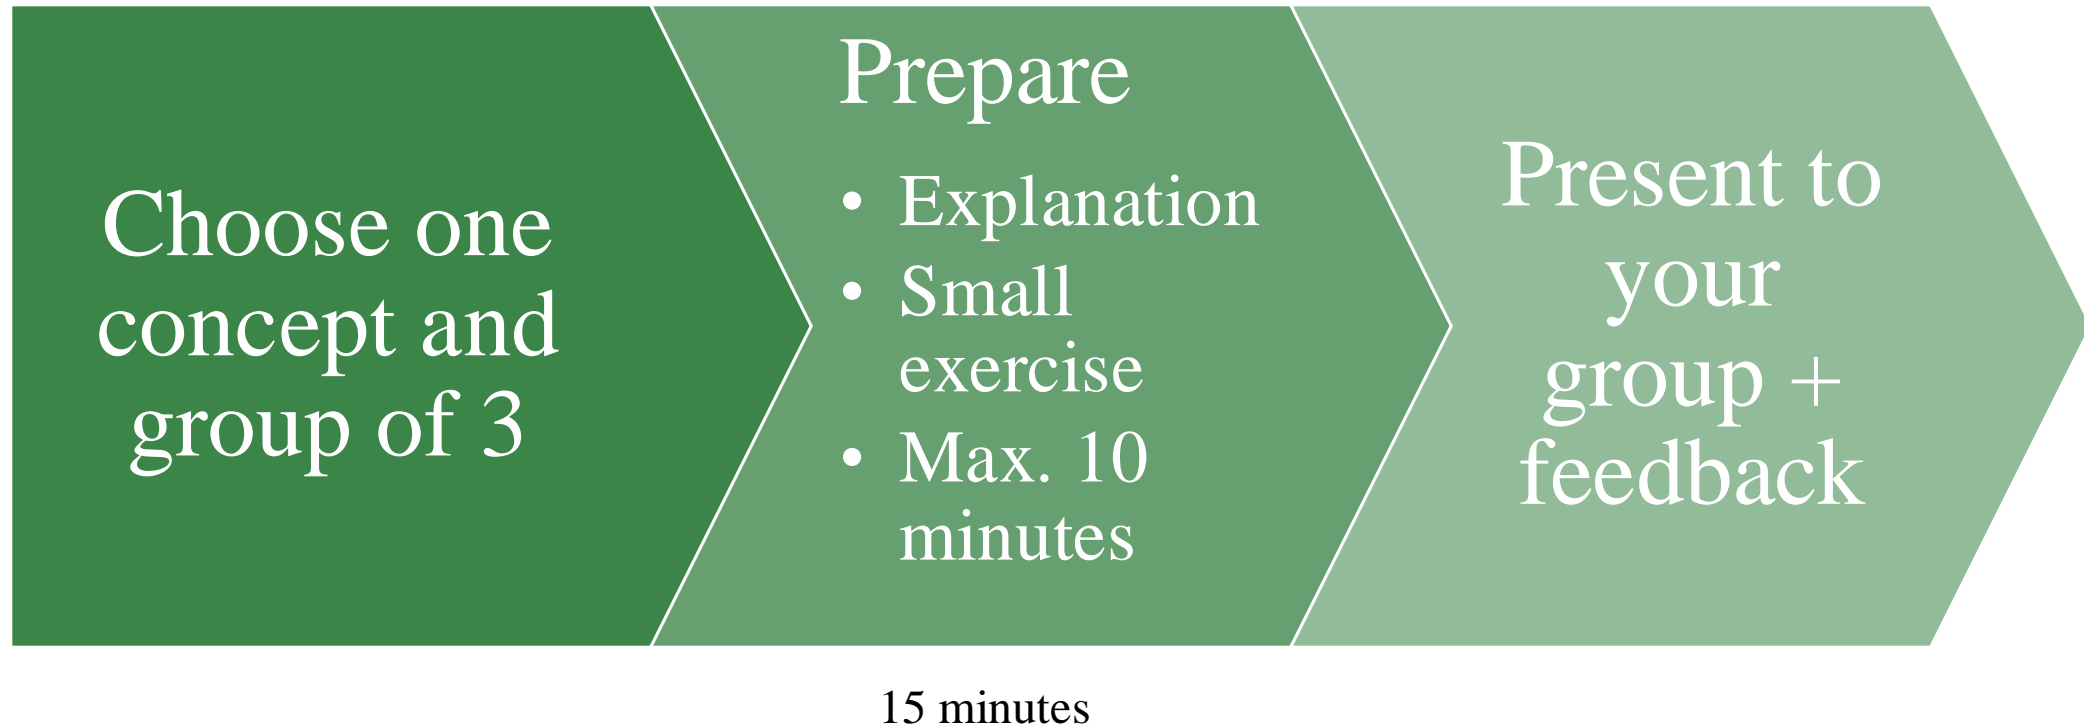 Choose one
concept and
group of 3
Prepare
• Explanation
• Small
exercise
• Max. 10
minutes
Present to
your
group +
feedback
15 minutes